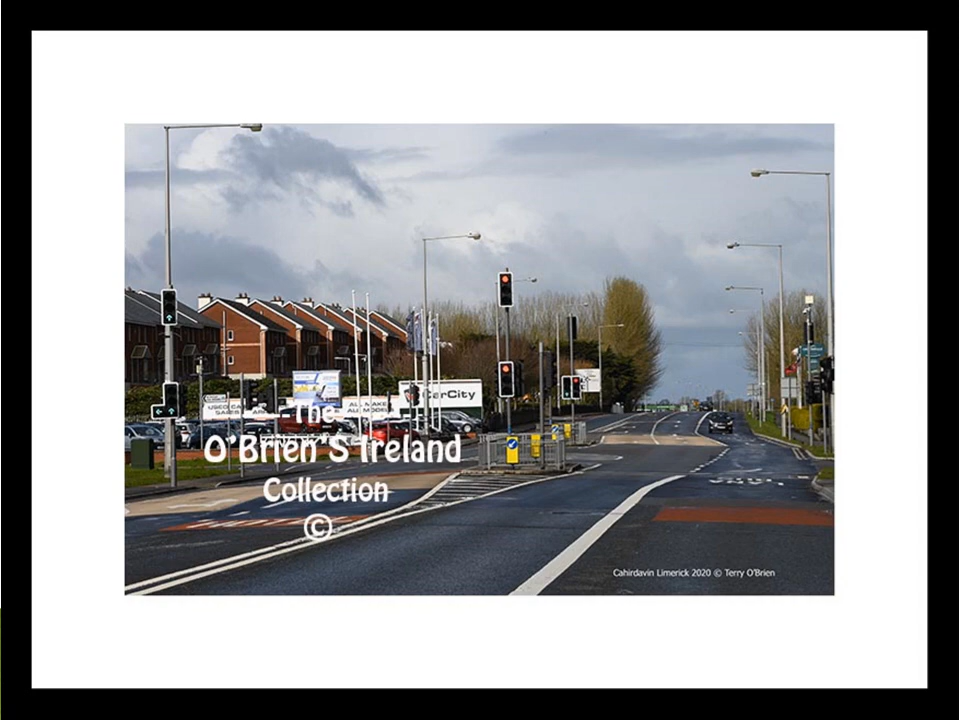 CarCity
The
O'Brien's Ireland
Collection
©
Cahirdavin Limerick 2020 © Terry O'Brien